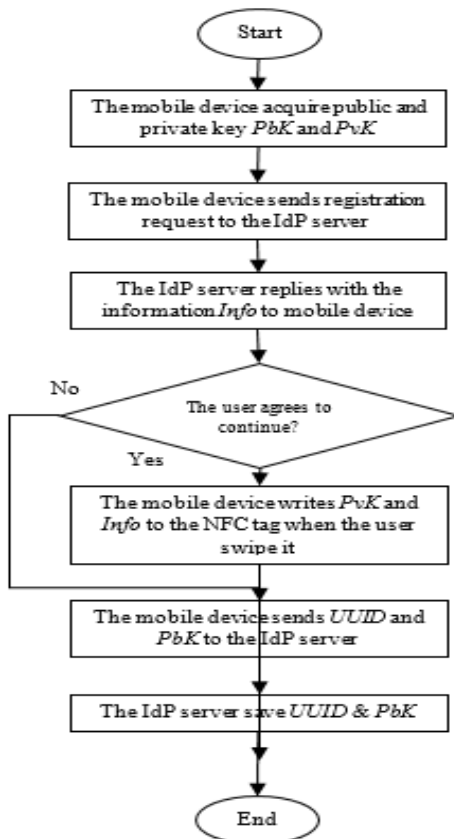 Start
The mobile device acquire public and
private key PbK and PvK
The mobile device sends registration
request to the IdP server
The IdP server replies with the
information Info to mobile device
No
The user agrees to
continue?
Yes
The mobile device writes PvK and
Info to the NFC tag when the user
swipe it
The mobile device sends UUID and
PbK to the IdP server
The IdP server save UUID & PbK
End